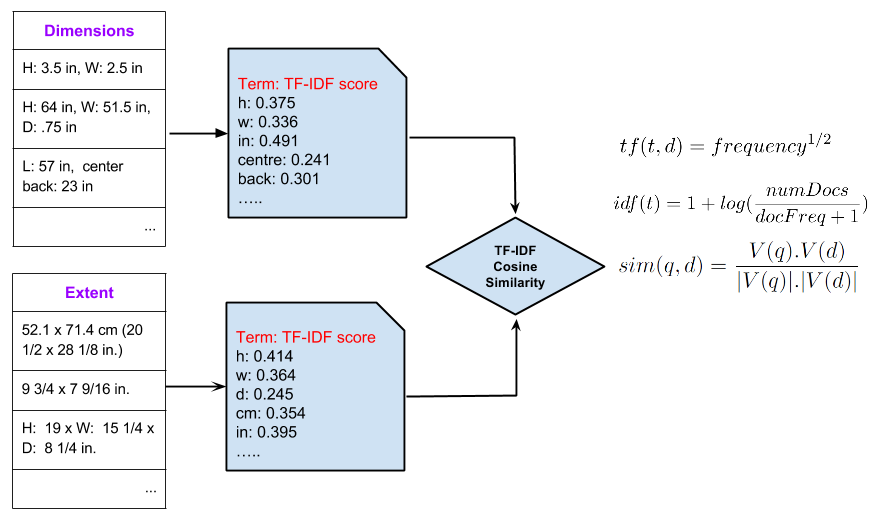 Dimensions
H: 3.5 in, W: 2.5 in
H: 64 in, W: 51.5 in,
D: .75 in
L: 57 in, center
back: 23 in
...
Term: TF-IDF score
h: 0.375
w: 0.336
in: 0.491
centre: 0.241
back: 0.301
.....
Extent
52.1 x 71.4 cm (20
1/2 x 28 1/8 in.)
9 3/4 x 7 9/16 in.
H: 19 x W: 15 1/4 x
D: 8 1/4 in.
...
Term: TF-IDF score
h: 0.414
w: 0.364
d: 0.245
cm: 0.354
in: 0.395
.....
TF-IDF
Cosine
Similarity
tf(t, d) = frequency^{1/2}
idf(t) = 1 + log(numDocs / docFreq + 1)
sim(q, d) = V(q).V(d) / |V(q)|.|V(d)|